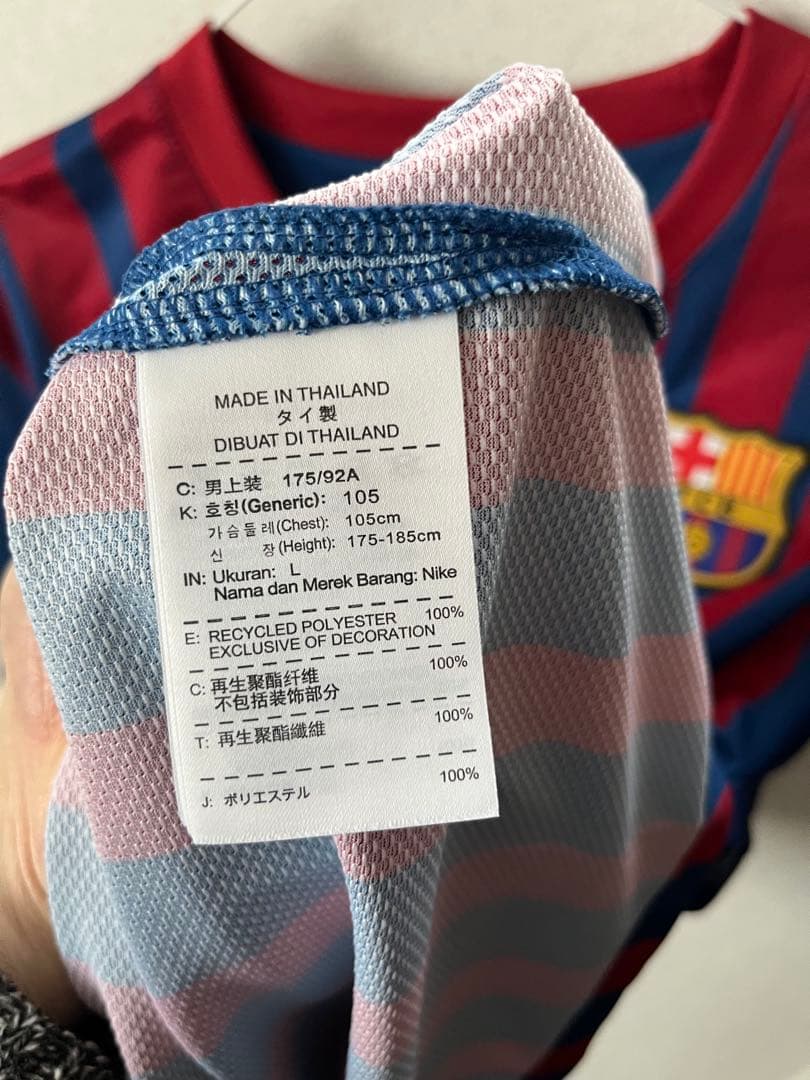 MADE IN THAILAND
タイ製
DIBUAT DI THAILAND
C: 男上装 175/92A
K: 호칭(Generic): 105
가슴둘레(Chest): 105cm
신 장(Height): 175-185cm
IN: Ukuran: L
Nama dan Merek Barang: Nike
E: RECYCLED POLYESTER 100%
EXCLUSIVE OF DECORATION
C: 再生聚酯纤维 100%
不包括装饰部分
T: 再生聚酯纖維 100%
J: ポリエステル 100%